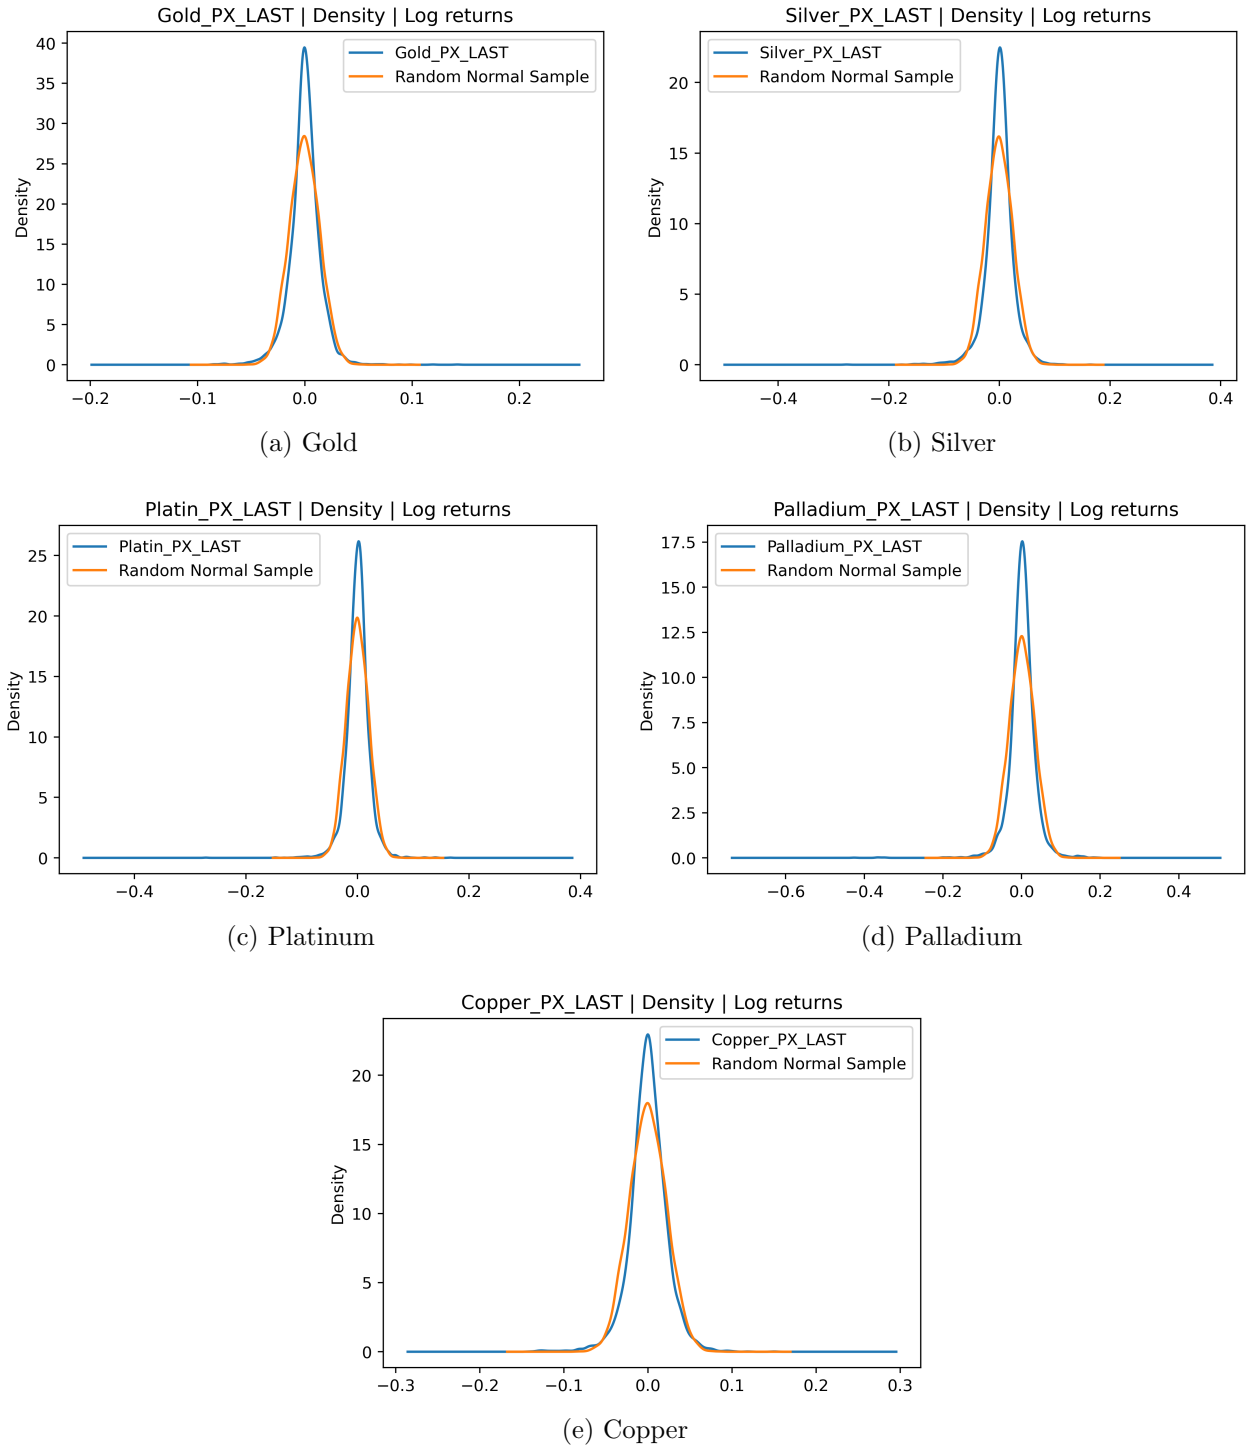 Gold_PX_LAST | Density | Log returns
Gold_PX_LAST
Random Normal Sample
Density
40
35
30
25
20
15
10
5
0
−0.2 −0.1 0.0 0.1 0.2
(a) Gold
Silver_PX_LAST | Density | Log returns
Silver_PX_LAST
Random Normal Sample
Density
20
15
10
5
0
−0.4 −0.2 0.0 0.2 0.4
(b) Silver
Platin_PX_LAST | Density | Log returns
Platin_PX_LAST
Random Normal Sample
Density
25
20
15
10
5
0
−0.4 −0.2 0.0 0.2 0.4
(c) Platinum
Palladium_PX_LAST | Density | Log returns
Palladium_PX_LAST
Random Normal Sample
Density
17.5
15.0
12.5
10.0
7.5
5.0
2.5
0.0
−0.6 −0.4 −0.2 0.0 0.2 0.4
(d) Palladium
Copper_PX_LAST | Density | Log returns
Copper_PX_LAST
Random Normal Sample
Density
20
15
10
5
0
−0.3 −0.2 −0.1 0.0 0.1 0.2 0.3
(e) Copper